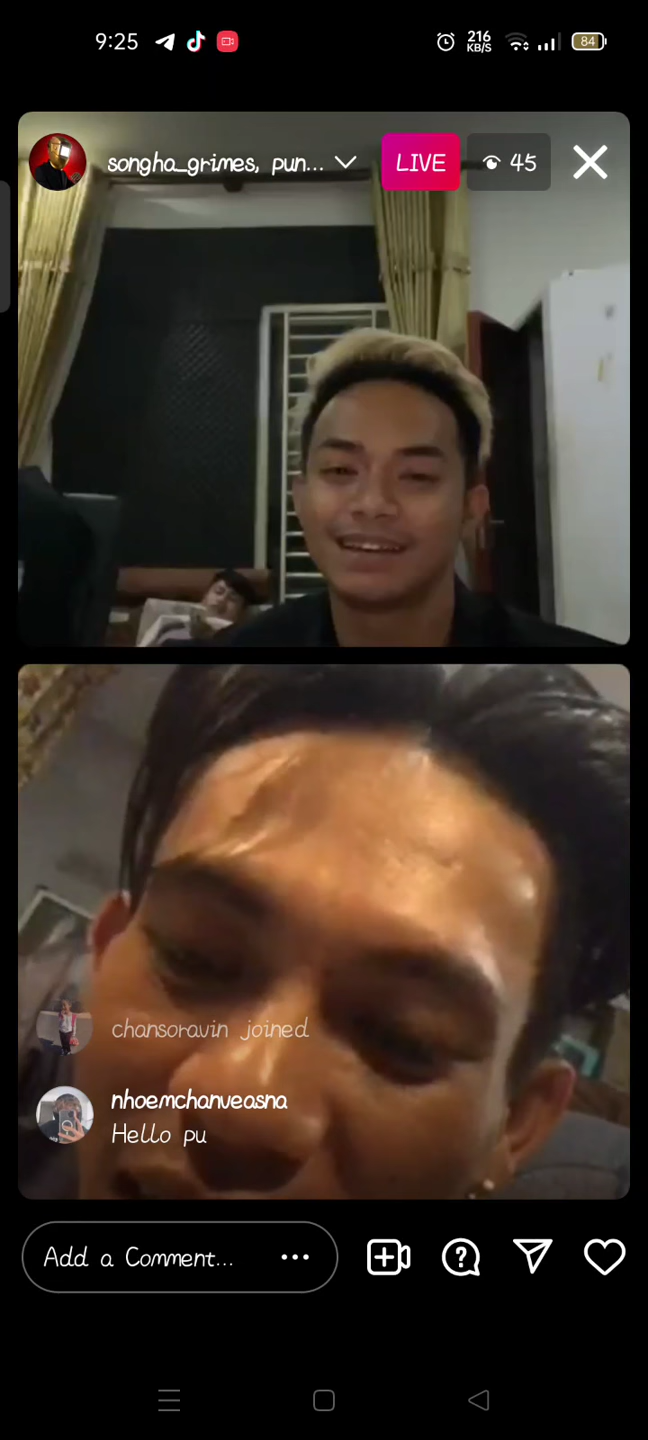 9:25
216
KB/S
84
songha_grimes, pun...
LIVE
45
chansoravin joined
nhoemchanveasna
Hello pu
Add a Comment...